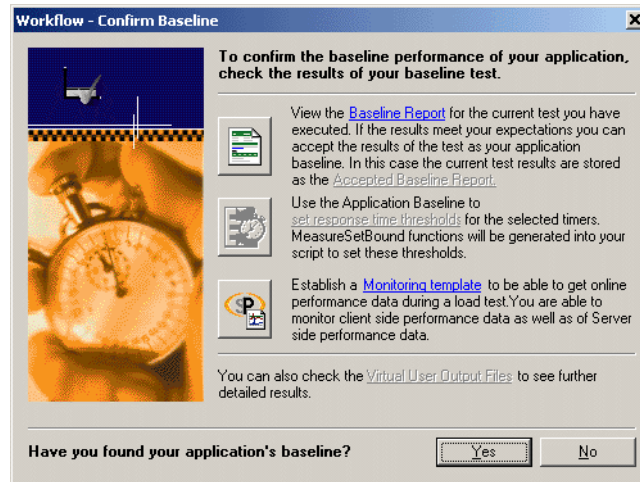 Workflow - Confirm Baseline
To confirm the baseline performance of your application,
check the results of your baseline test.
View the Baseline Report for the current test you have
executed. If the results meet your expectations you can
accept the results of the test as your application
baseline. In this case the current test results are stored
as the Accepted Baseline Report.
Use the Application Baseline to
set response time thresholds for the selected timers.
MeasureSetBound functions will be generated into your
script to set these thresholds.
Establish a Monitoring template to be able to get online
performance data during a load test.You are able to
monitor client side performance data as well as of Server
side performance data.
You can also check the Virtual User Output Files to see further
detailed results.
Have you found your application's baseline?
Yes
No